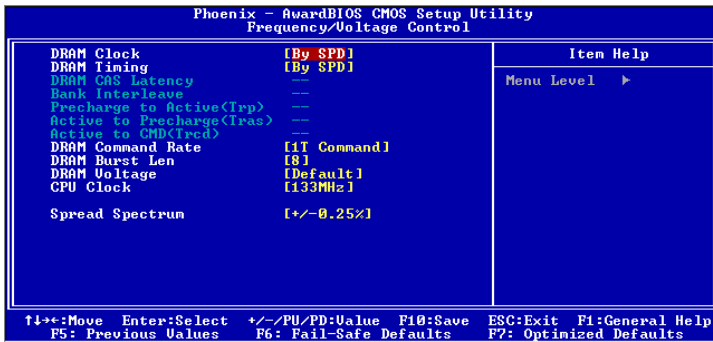 Phoenix - AwardBIOS CMOS Setup Utility
Frequency/Voltage Control
DRAM Clock [By SPD]
DRAM Timing [By SPD]
DRAM CAS Latency --
Bank Interleave --
Precharge to Active(Trp) --
Active to Precharge(Tras) --
Active to CMD(Trcd) --
DRAM Command Rate [1T Command]
DRAM Burst Len [8]
DRAM Voltage [Default]
CPU Clock [133MHz]
Spread Spectrum [+/-0.25%]
Item Help
Menu Level ▶
↑↓→←:Move Enter:Select +/-/PU/PD:Value F10:Save ESC:Exit F1:General Help
F5: Previous Values F6: Fail-Safe Defaults F7: Optimized Defaults